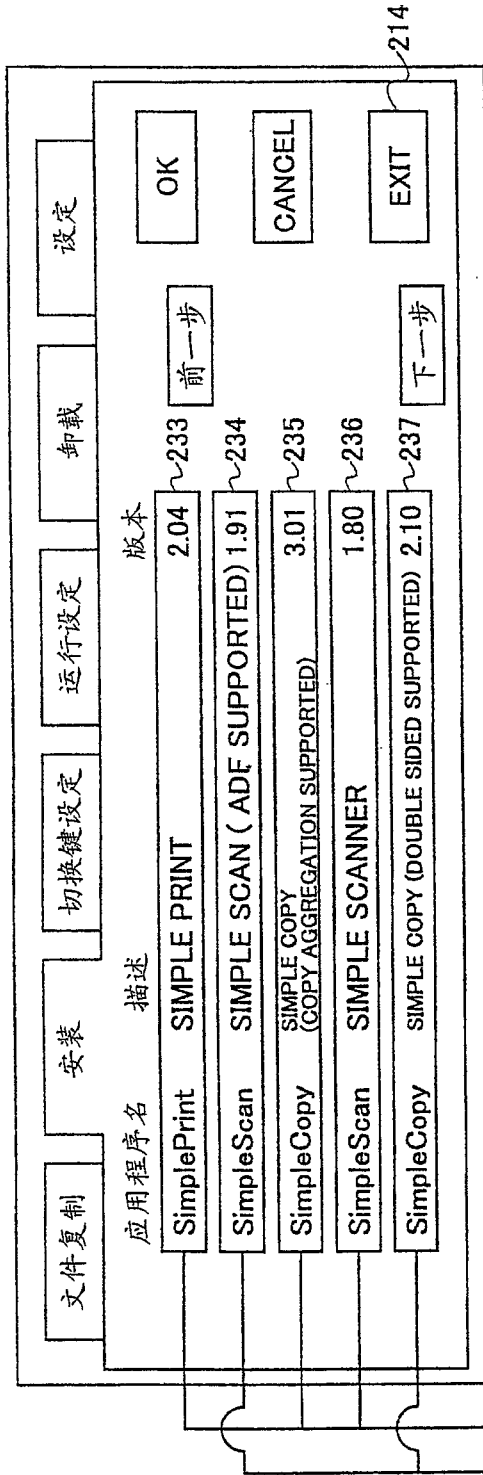 文件复制 安装 切换键设定 运行设定 卸载 设定
应用程序名 描述 版本
SimplePrint SIMPLE PRINT 2.04 233
SimpleScan SIMPLE SCAN ( ADF SUPPORTED) 1.91 234
SimpleCopy SIMPLE COPY
(COPY AGGREGATION SUPPORTED) 3.01 235
SimpleScan SIMPLE SCANNER 1.80 236
SimpleCopy SIMPLE COPY (DOUBLE SIDED SUPPORTED) 2.10 237
前一步
下一步
OK
CANCEL
EXIT
214